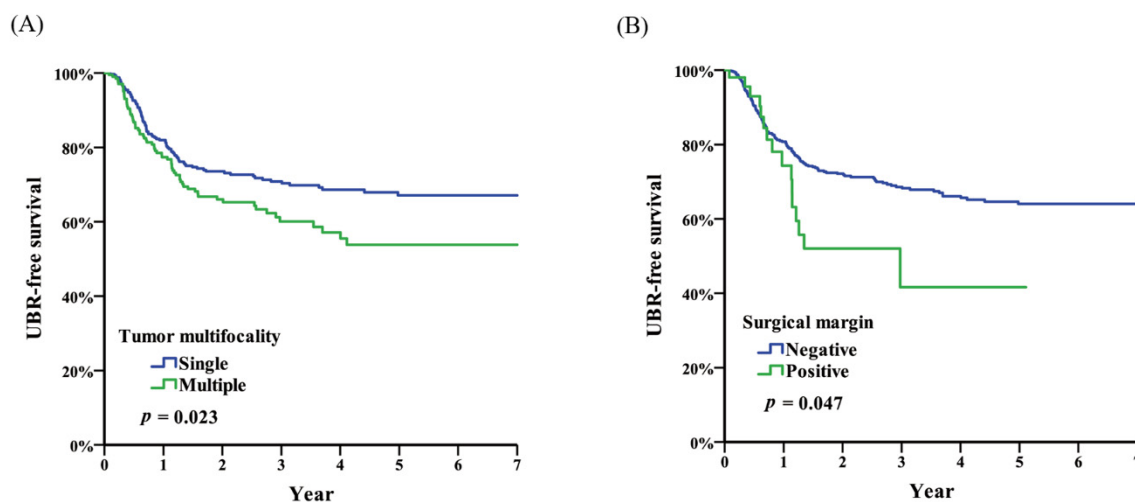 (A)
(B)
UBR-free survival
100%
80%
60%
40%
20%
0%
Tumor multifocality
Single
Multiple
p = 0.023
0 1 2 3 4 5 6 7
Year
UBR-free survival
100%
80%
60%
40%
20%
0%
Surgical margin
Negative
Positive
p = 0.047
0 1 2 3 4 5 6 7
Year